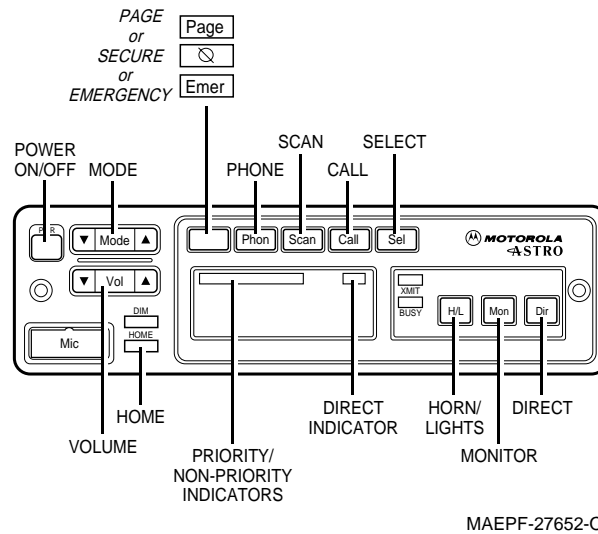 PAGE
or
SECURE
or
EMERGENCY
Page
Emer
POWER
ON/OFF
MODE
PHONE
SCAN
CALL
SELECT
PWR
Mode
Vol
Phon
Scan
Call
Sel
MOTOROLA
ASTRO
XMIT
BUSY
H/L
Mon
Dir
DIM
HOME
Mic
HOME
VOLUME
PRIORITY/
NON-PRIORITY
INDICATORS
DIRECT
INDICATOR
HORN/
LIGHTS
DIRECT
MONITOR
MAEPF-27652-O